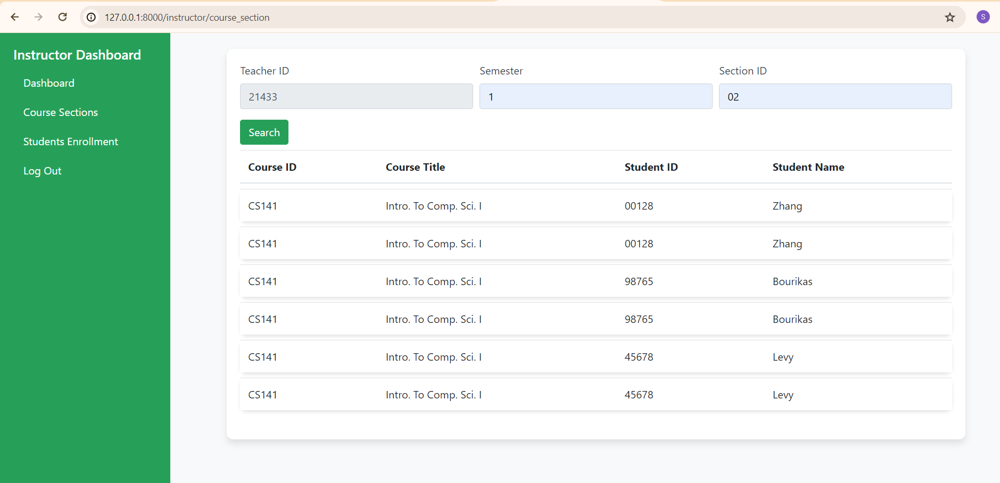 127.0.0.1:8000/instructor/course_section
S
Instructor Dashboard
Dashboard
Course Sections
Students Enrollment
Log Out
Teacher ID Semester Section ID
21433 1 02
Search
Course ID Course Title Student ID Student Name
CS141 Intro. To Comp. Sci. I 00128 Zhang
CS141 Intro. To Comp. Sci. I 00128 Zhang
CS141 Intro. To Comp. Sci. I 98765 Bourikas
CS141 Intro. To Comp. Sci. I 98765 Bourikas
CS141 Intro. To Comp. Sci. I 45678 Levy
CS141 Intro. To Comp. Sci. I 45678 Levy